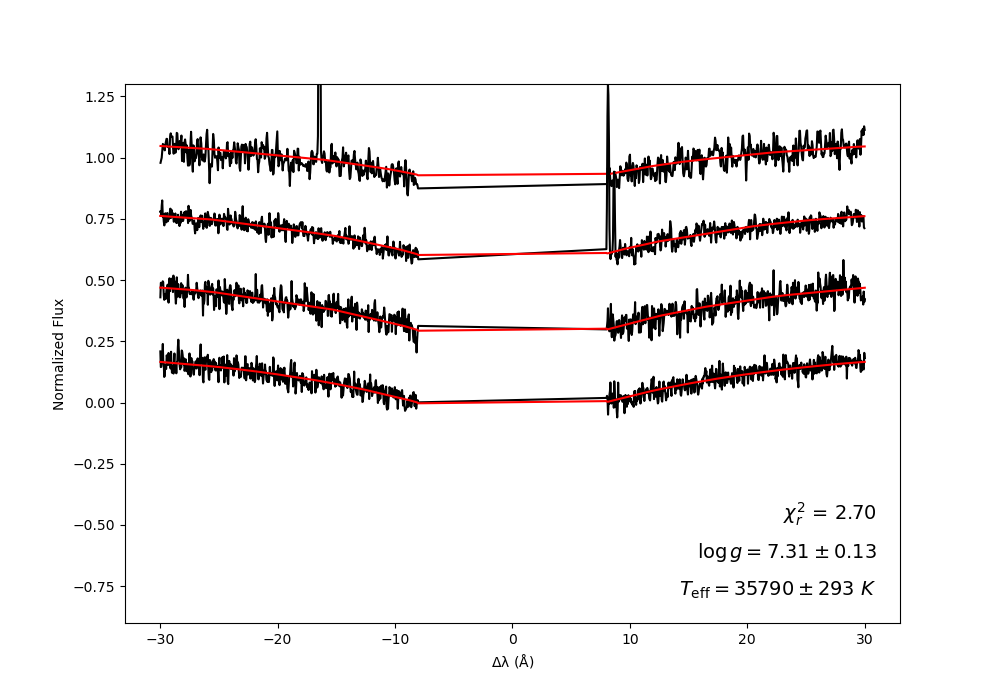 1.25
1.00
0.75
0.50
0.25
0.00
−0.25
−0.50
−0.75
Normalized Flux
χ²ᵣ = 2.70
log g = 7.31 ± 0.13
T_eff = 35790 ± 293 K
−30 −20 −10 0 10 20 30
Δλ (Å)